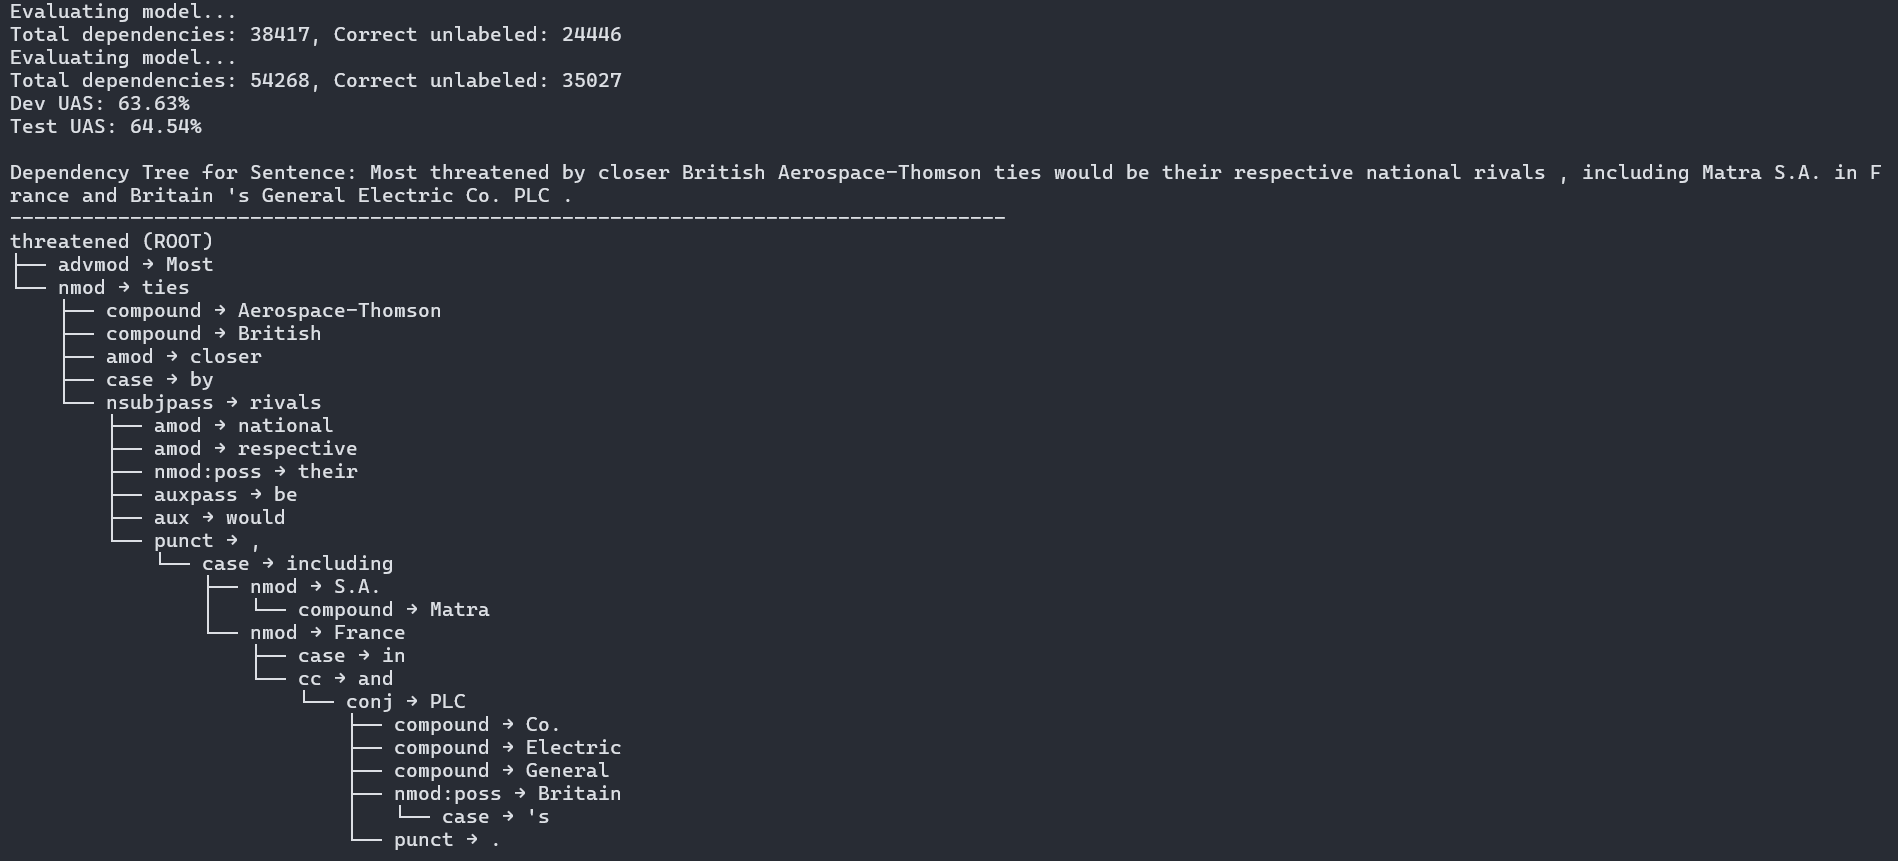 Evaluating model...
Total dependencies: 38417, Correct unlabeled: 24446
Evaluating model...
Total dependencies: 54268, Correct unlabeled: 35027
Dev UAS: 63.63%
Test UAS: 64.54%

Dependency Tree for Sentence: Most threatened by closer British Aerospace-Thomson ties would be their respective national rivals , including Matra S.A. in F
rance and Britain 's General Electric Co. PLC .
-----------------------------------------------------------------------------------
threatened (ROOT)
├── advmod → Most
└── nmod → ties
    ├── compound → Aerospace-Thomson
    ├── compound → British
    ├── amod → closer
    ├── case → by
    └── nsubjpass → rivals
        ├── amod → national
        ├── amod → respective
        ├── nmod:poss → their
        ├── auxpass → be
        ├── aux → would
        └── punct → ,
            └── case → including
                ├── nmod → S.A.
                │   └── compound → Matra
                └── nmod → France
                    ├── case → in
                    └── cc → and
                        └── conj → PLC
                            ├── compound → Co.
                            ├── compound → Electric
                            ├── compound → General
                            ├── nmod:poss → Britain
                            │   └── case → 's
                            └── punct → .